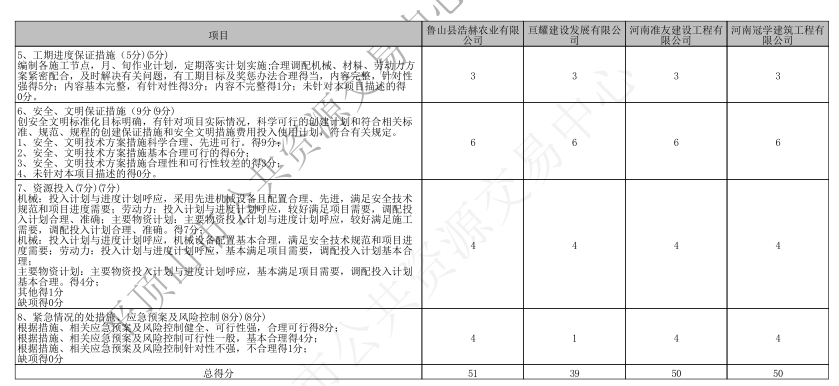 项目
鲁山县浩赫农业有限公司
亘耀建设发展有限公司
河南淮友建设工程有限公司
河南冠学建筑工程有限公司
5、工期进度保证措施（5分）(5分)
编制各施工节点，月、旬作业计划，定期落实计划实施;合理调配机械、材料、劳动力方
案紧密配合，及时解决有关问题，有工期目标及奖惩办法合理得当，内容完整，针对性
强得5分；内容基本完整，有针对性得3分；内容不完整得1分；未针对本项目描述的得
0分。
3
3
3
3
6、安全、文明保证措施（9分）(9分)
创安全文明标准化目标明确，有针对项目实际情况，科学可行的创建计划和符合相关标
准、规范、规程的创建保证措施和安全文明措施费用投入使用计划。符合有关规定。
1、安全、文明技术方案措施科学合理、先进可行。得9分；
2、安全、文明技术方案措施基本合理可行的得6分；
3、安全、文明技术方案措施合理性和可行性较差的得3分；
4、未针对本项目描述的得0分。
6
6
6
6
7、资源投入(7分)(7分)
机械：投入计划与进度计划呼应，采用先进机械设备且配置合理、先进，满足安全技术
规范和项目进度需要；劳动力：投入计划与进度计划呼应，较好满足项目需要，调配投
入计划合理、准确；主要物资计划：主要物资投入计划与进度计划呼应，较好满足施工
需要，调配计划合理、准确。得7分；
机械：投入计划与进度计划呼应，机械设备配置基本合理，满足安全技术规范和项目进
度需要；劳动力：投入计划与进度计划呼应，基本满足项目需要，调配投入计划基本合
理；
主要物资计划：主要物资投入计划与进度计划呼应，基本满足项目需要，调配投入计划
基本合理。得4分；
其他得1分
缺项得0分
4
4
4
4
8、紧急情况的处措施、应急预案及风险控制(8分)(8分)
根据措施、相关应急预案及风险控制健全、可行性强，合理可行得8分；
根据措施、相关应急预案及风险控制可行性一般，基本合理得4分；
根据措施、相关应急预案及风险控制针对性不强，不合理得1分；
缺项得0分
4
1
4
4
总得分
51
39
50
50
平顶山市公共资源交易中心
市公共资源交易中心